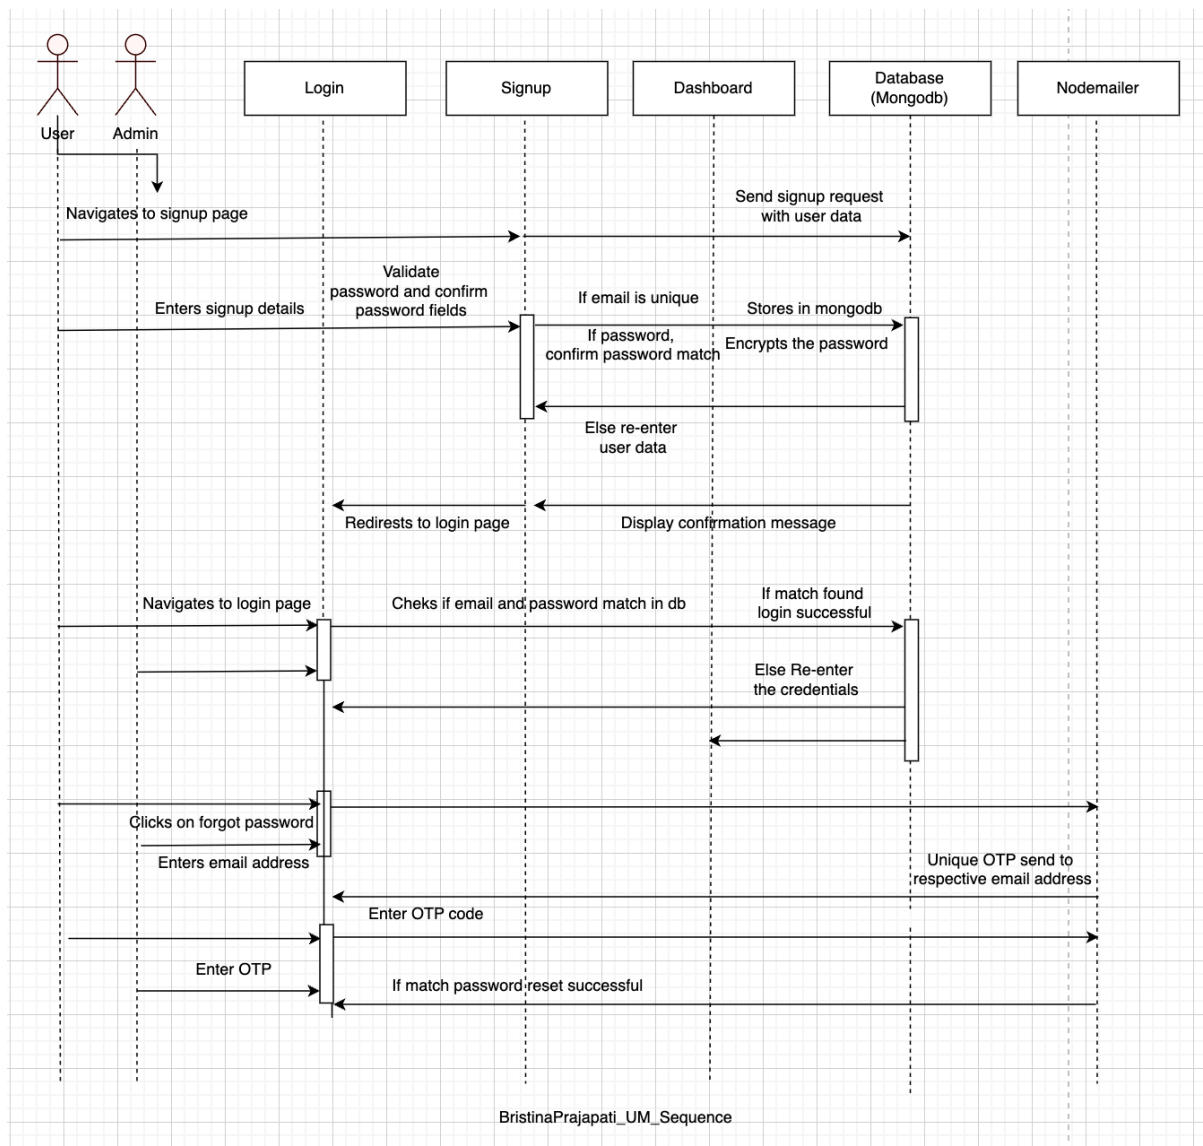 User
Admin
Login
Signup
Dashboard
Database
(Mongodb)
Nodemailer
Navigates to signup page
Send signup request
with user data
Enters signup details
Validate
password and confirm
password fields
If email is unique
If password,
confirm password match
Stores in mongodb
Encrypts the password
Else re-enter
user data
Redirests to login page
Display confirmation message
Navigates to login page
Cheks if email and password match in db
If match found
login successful
Else Re-enter
the credentials
Clicks on forgot password
Enters email address
Unique OTP send to
respective email address
Enter OTP code
Enter OTP
If match password reset successful
BristinaPrajapati_UM_Sequence